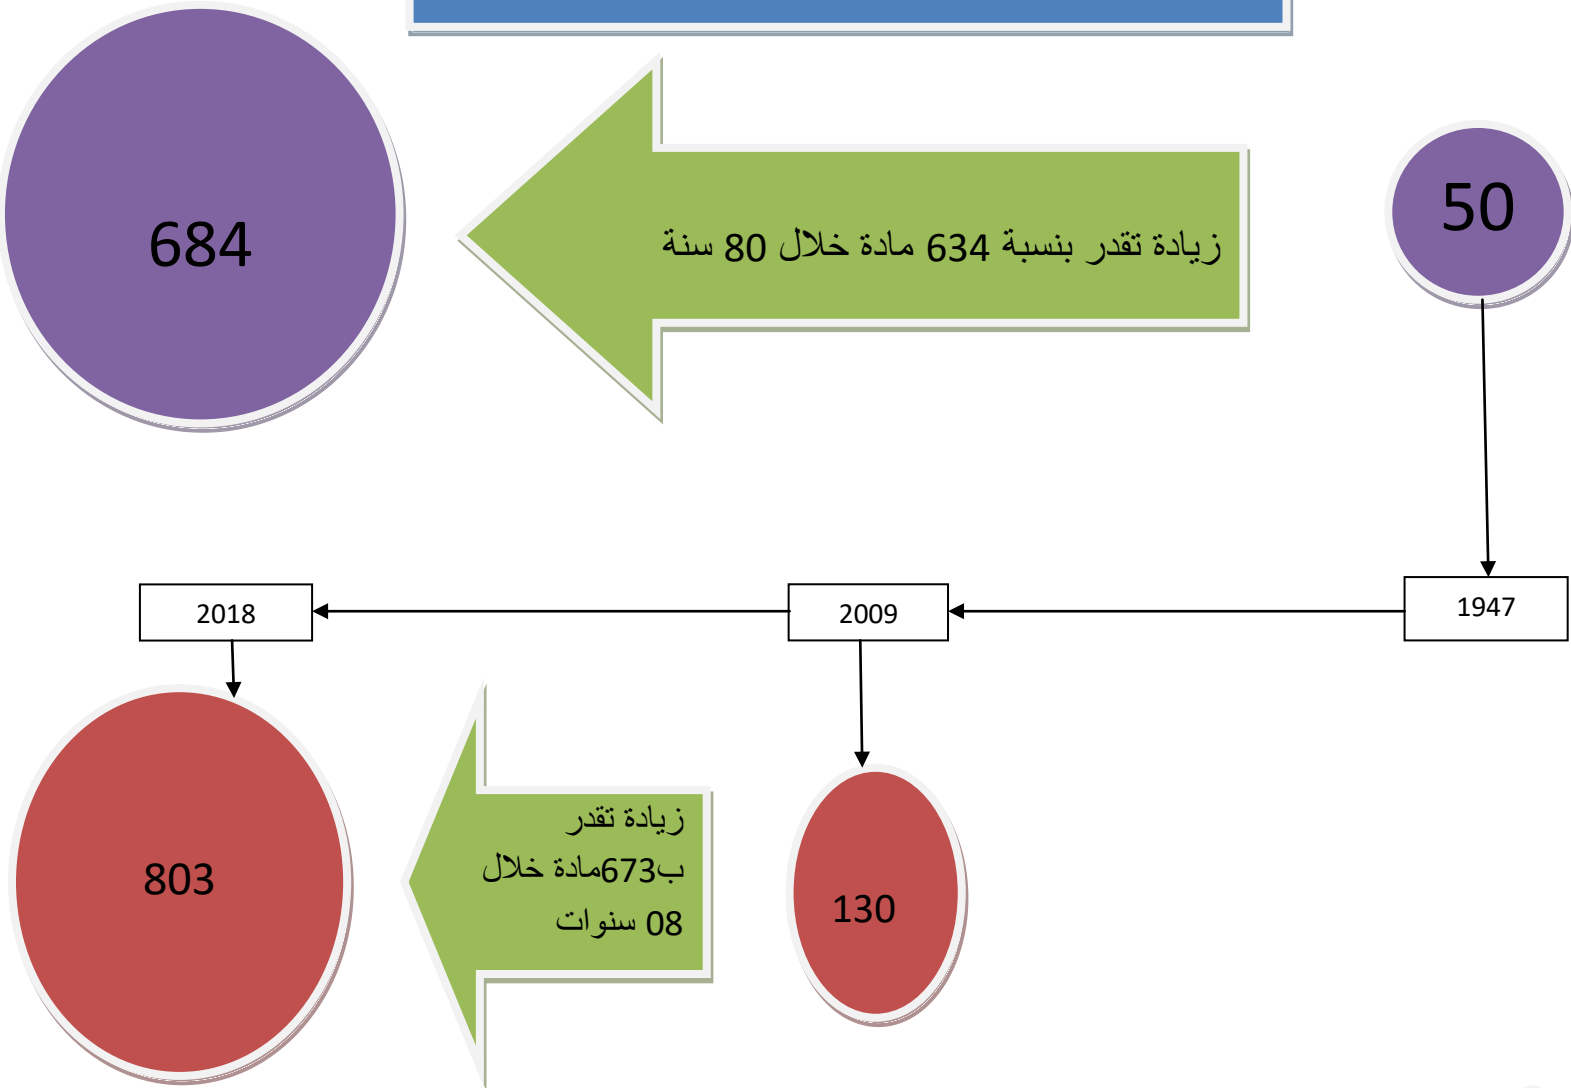 50
زيادة تقدر بنسبة 634 مادة خلال 80 سنة
684
1947
2009
2018
130
زيادة تقدر
ب673مادة خلال
08 سنوات
803